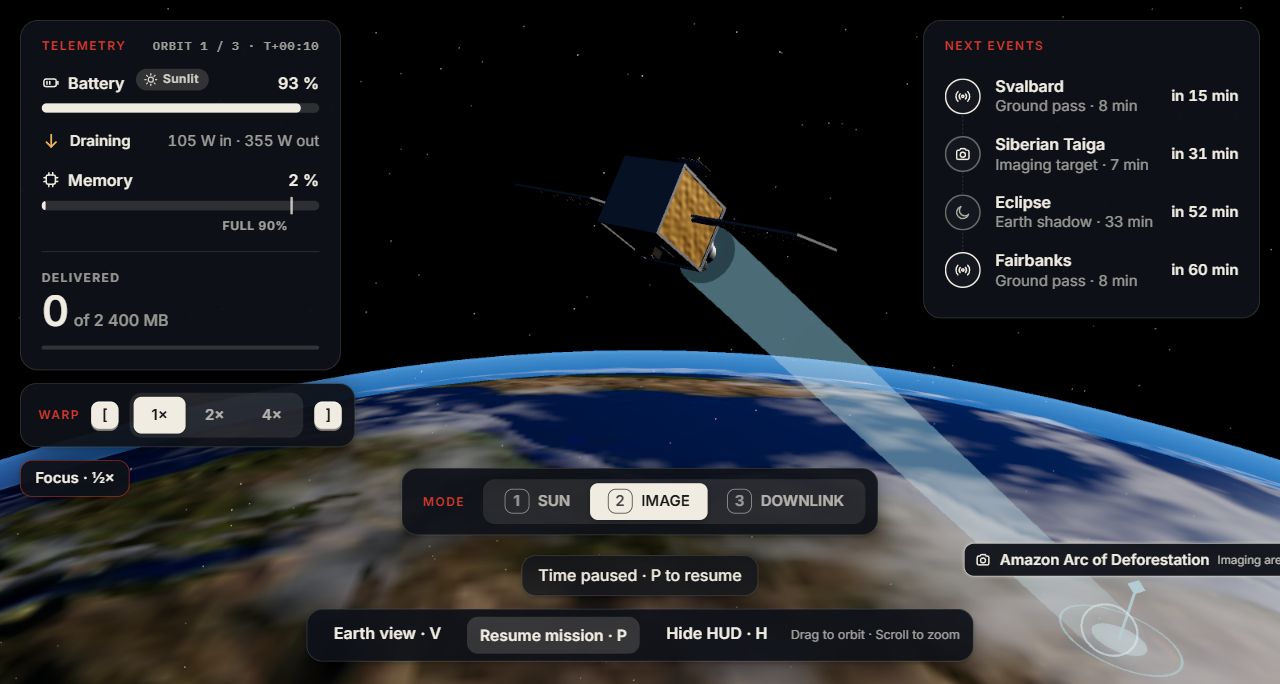 TELEMETRY ORBIT 1 / 3 · T+00:10
Battery Sunlit 93 %
Draining 105 W in · 355 W out
Memory 2 %
FULL 90%
DELIVERED
0 of 2 400 MB
WARP [ 1× 2× 4× ]
Focus · ½×
NEXT EVENTS
Svalbard
Ground pass · 8 min
in 15 min
Siberian Taiga
Imaging target · 7 min
in 31 min
Eclipse
Earth shadow · 33 min
in 52 min
Fairbanks
Ground pass · 8 min
in 60 min
MODE 1 SUN 2 IMAGE 3 DOWNLINK
Amazon Arc of Deforestation Imaging are
Time paused · P to resume
Earth view · V Resume mission · P Hide HUD · H Drag to orbit · Scroll to zoom